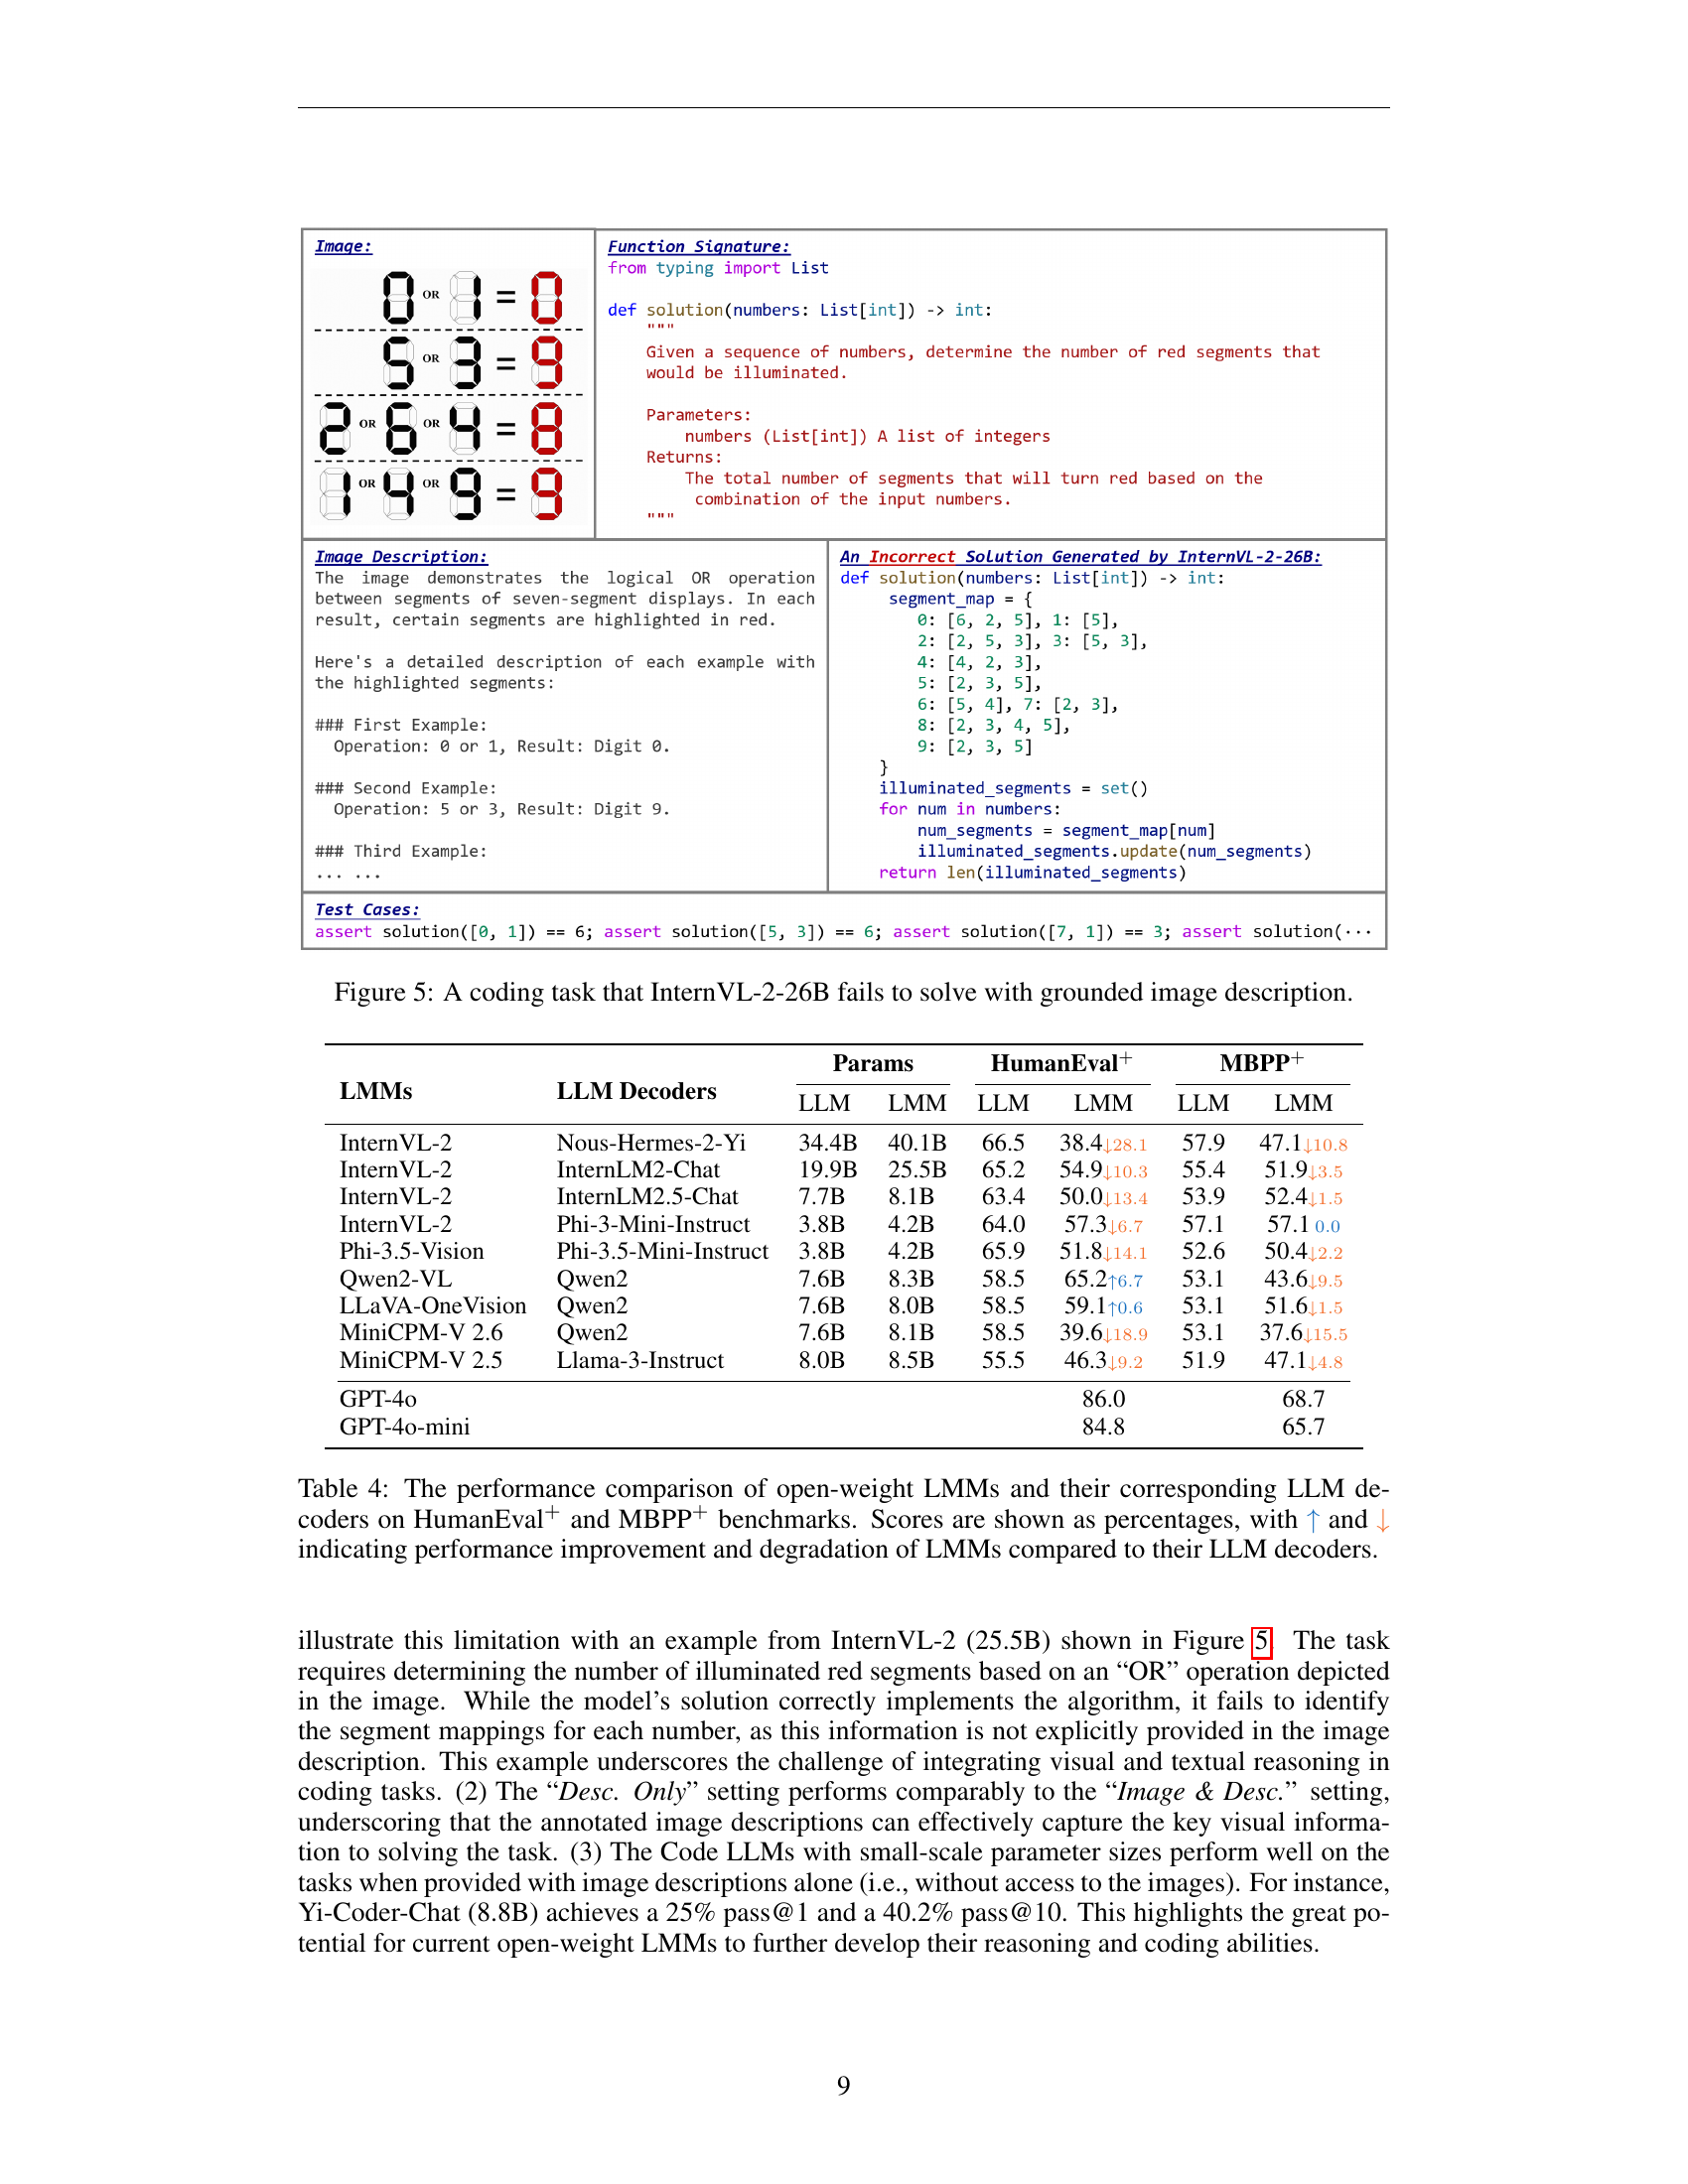 Image:
0 OR 1 = 0
5 OR 3 = 9
2 OR 6 OR 4 = 8
1 OR 4 OR 9 = 9
Function Signature:
from typing import List
def solution(numbers: List[int]) -> int:
"""
Given a sequence of numbers, determine the number of red segments that
would be illuminated.
Parameters:
numbers (List[int]) A list of integers
Returns:
The total number of segments that will turn red based on the
combination of the input numbers.
"""
Image Description:
The image demonstrates the logical OR operation
between segments of seven-segment displays. In each
result, certain segments are highlighted in red.
Here's a detailed description of each example with
the highlighted segments:
### First Example:
Operation: 0 or 1, Result: Digit 0.
### Second Example:
Operation: 5 or 3, Result: Digit 9.
### Third Example:
... ...
An Incorrect Solution Generated by InternVL-2-26B:
def solution(numbers: List[int]) -> int:
segment_map = {
0: [6, 2, 5], 1: [5],
2: [2, 5, 3], 3: [5, 3],
4: [4, 2, 3],
5: [2, 3, 5],
6: [5, 4], 7: [2, 3],
8: [2, 3, 4, 5],
9: [2, 3, 5]
}
illuminated_segments = set()
for num in numbers:
num_segments = segment_map[num]
illuminated_segments.update(num_segments)
return len(illuminated_segments)
Test Cases:
assert solution([0, 1]) == 6; assert solution([5, 3]) == 6; assert solution([7, 1]) == 3; assert solution(···
Figure 5: A coding task that InternVL-2-26B fails to solve with grounded image description.
LMMs LLM Decoders Params HumanEval+ MBPP+
LLM LMM LLM LMM LLM LMM
InternVL-2 Nous-Hermes-2-Yi 34.4B 40.1B 66.5 38.4↓28.1 57.9 47.1↓10.8
InternVL-2 InternLM2-Chat 19.9B 25.5B 65.2 54.9↓10.3 55.4 51.9↓3.5
InternVL-2 InternLM2.5-Chat 7.7B 8.1B 63.4 50.0↓13.4 53.9 52.4↓1.5
InternVL-2 Phi-3-Mini-Instruct 3.8B 4.2B 64.0 57.3↓6.7 57.1 57.1 0.0
Phi-3.5-Vision Phi-3.5-Mini-Instruct 3.8B 4.2B 65.9 51.8↓14.1 52.6 50.4↓2.2
Qwen2-VL Qwen2 7.6B 8.3B 58.5 65.2↑6.7 53.1 43.6↓9.5
LLaVA-OneVision Qwen2 7.6B 8.0B 58.5 59.1↑0.6 53.1 51.6↓1.5
MiniCPM-V 2.6 Qwen2 7.6B 8.1B 58.5 39.6↓18.9 53.1 37.6↓15.5
MiniCPM-V 2.5 Llama-3-Instruct 8.0B 8.5B 55.5 46.3↓9.2 51.9 47.1↓4.8
GPT-4o 86.0 68.7
GPT-4o-mini 84.8 65.7
Table 4: The performance comparison of open-weight LMMs and their corresponding LLM de-
coders on HumanEval+ and MBPP+ benchmarks. Scores are shown as percentages, with ↑ and ↓
indicating performance improvement and degradation of LMMs compared to their LLM decoders.
illustrate this limitation with an example from InternVL-2 (25.5B) shown in Figure 5 The task
requires determining the number of illuminated red segments based on an “OR” operation depicted
in the image. While the model’s solution correctly implements the algorithm, it fails to identify
the segment mappings for each number, as this information is not explicitly provided in the image
description. This example underscores the challenge of integrating visual and textual reasoning in
coding tasks. (2) The “Desc. Only” setting performs comparably to the “Image & Desc.” setting,
underscoring that the annotated image descriptions can effectively capture the key visual informa-
tion to solving the task. (3) The Code LLMs with small-scale parameter sizes perform well on the
tasks when provided with image descriptions alone (i.e., without access to the images). For instance,
Yi-Coder-Chat (8.8B) achieves a 25% pass@1 and a 40.2% pass@10. This highlights the great po-
tential for current open-weight LMMs to further develop their reasoning and coding abilities.
9